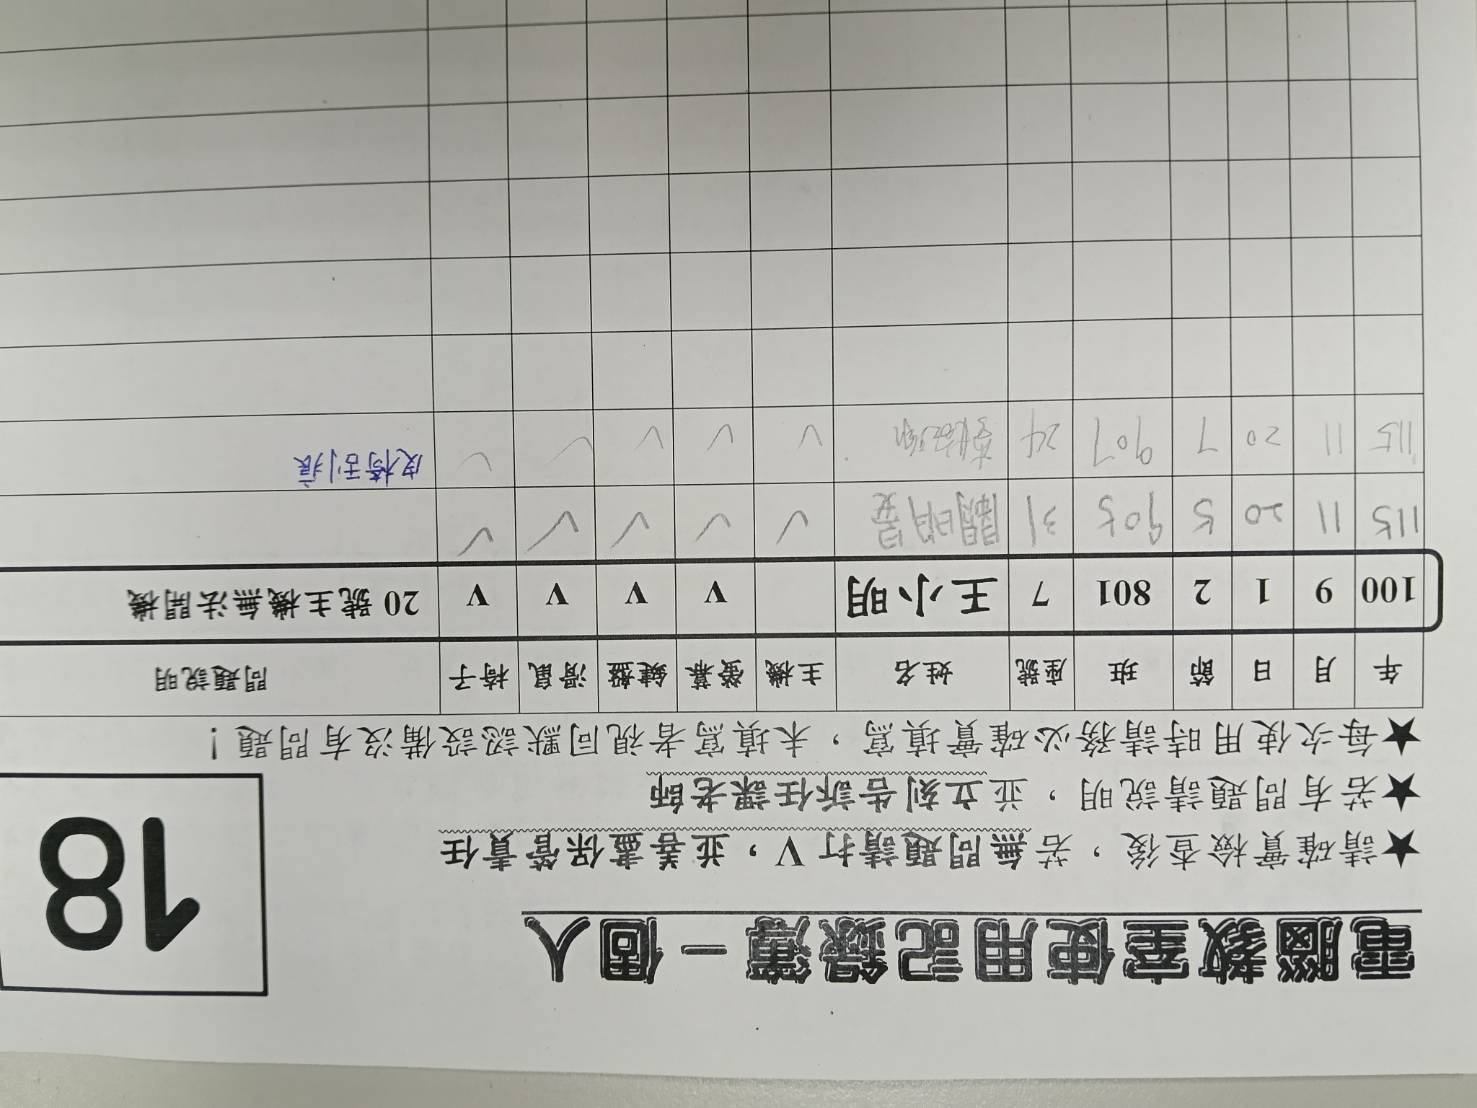 電腦教室使用記錄簿－個人
18
★請確實檢查後，若無問題請打 V，並善盡保管責任
★若有問題請說明，並立刻告訴任課老師
★每次使用時請務必確實填寫，未填寫者視同默認設備沒有問題！
年 月 日 節 班 座號 姓名 主機 螢幕 鍵盤 滑鼠 椅子 問題說明
100 9 1 2 801 7 王小明 V V V V 20 號主機無法開機
115 11 20 5 905 31 明旻 ✓ ✓ ✓ ✓ ✓
115 11 20 7 907 24 ✓ ✓ ✓ ✓ ✓ 皮椅刮痕